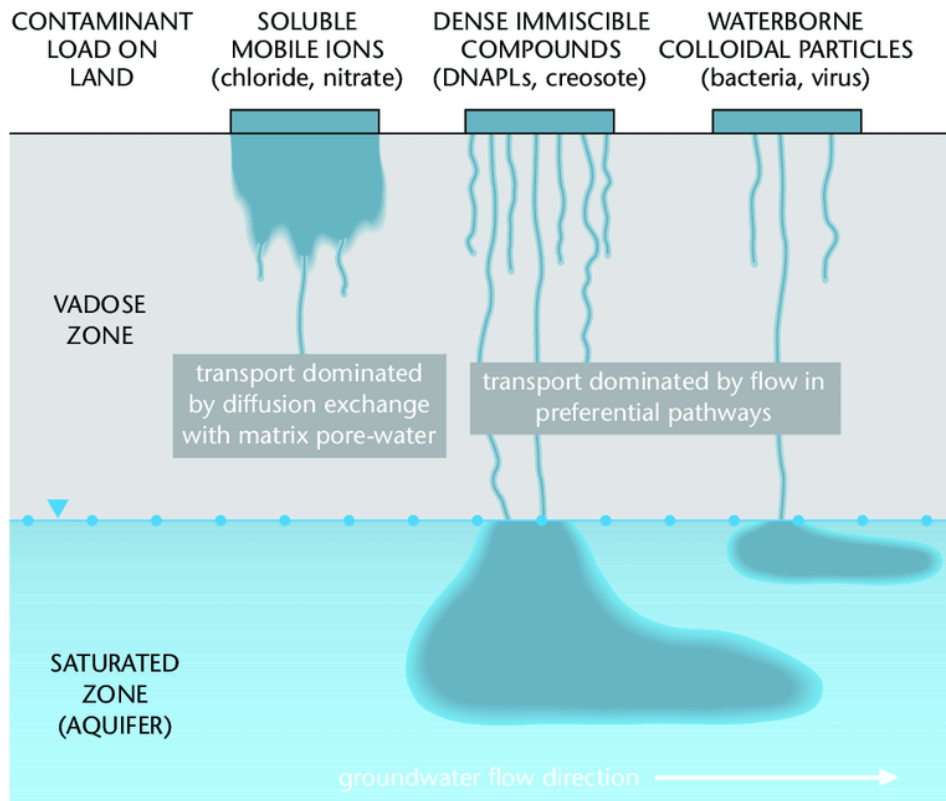 CONTAMINANT
LOAD ON
LAND
SOLUBLE
MOBILE IONS
(chloride, nitrate)
DENSE IMMISCIBLE
COMPOUNDS
(DNAPLs, creosote)
WATERBORNE
COLLOIDAL PARTICLES
(bacteria, virus)
VADOSE
ZONE
transport dominated
by diffusion exchange
with matrix pore-water
transport dominated by flow in
preferential pathways
SATURATED
ZONE
(AQUIFER)
groundwater flow direction